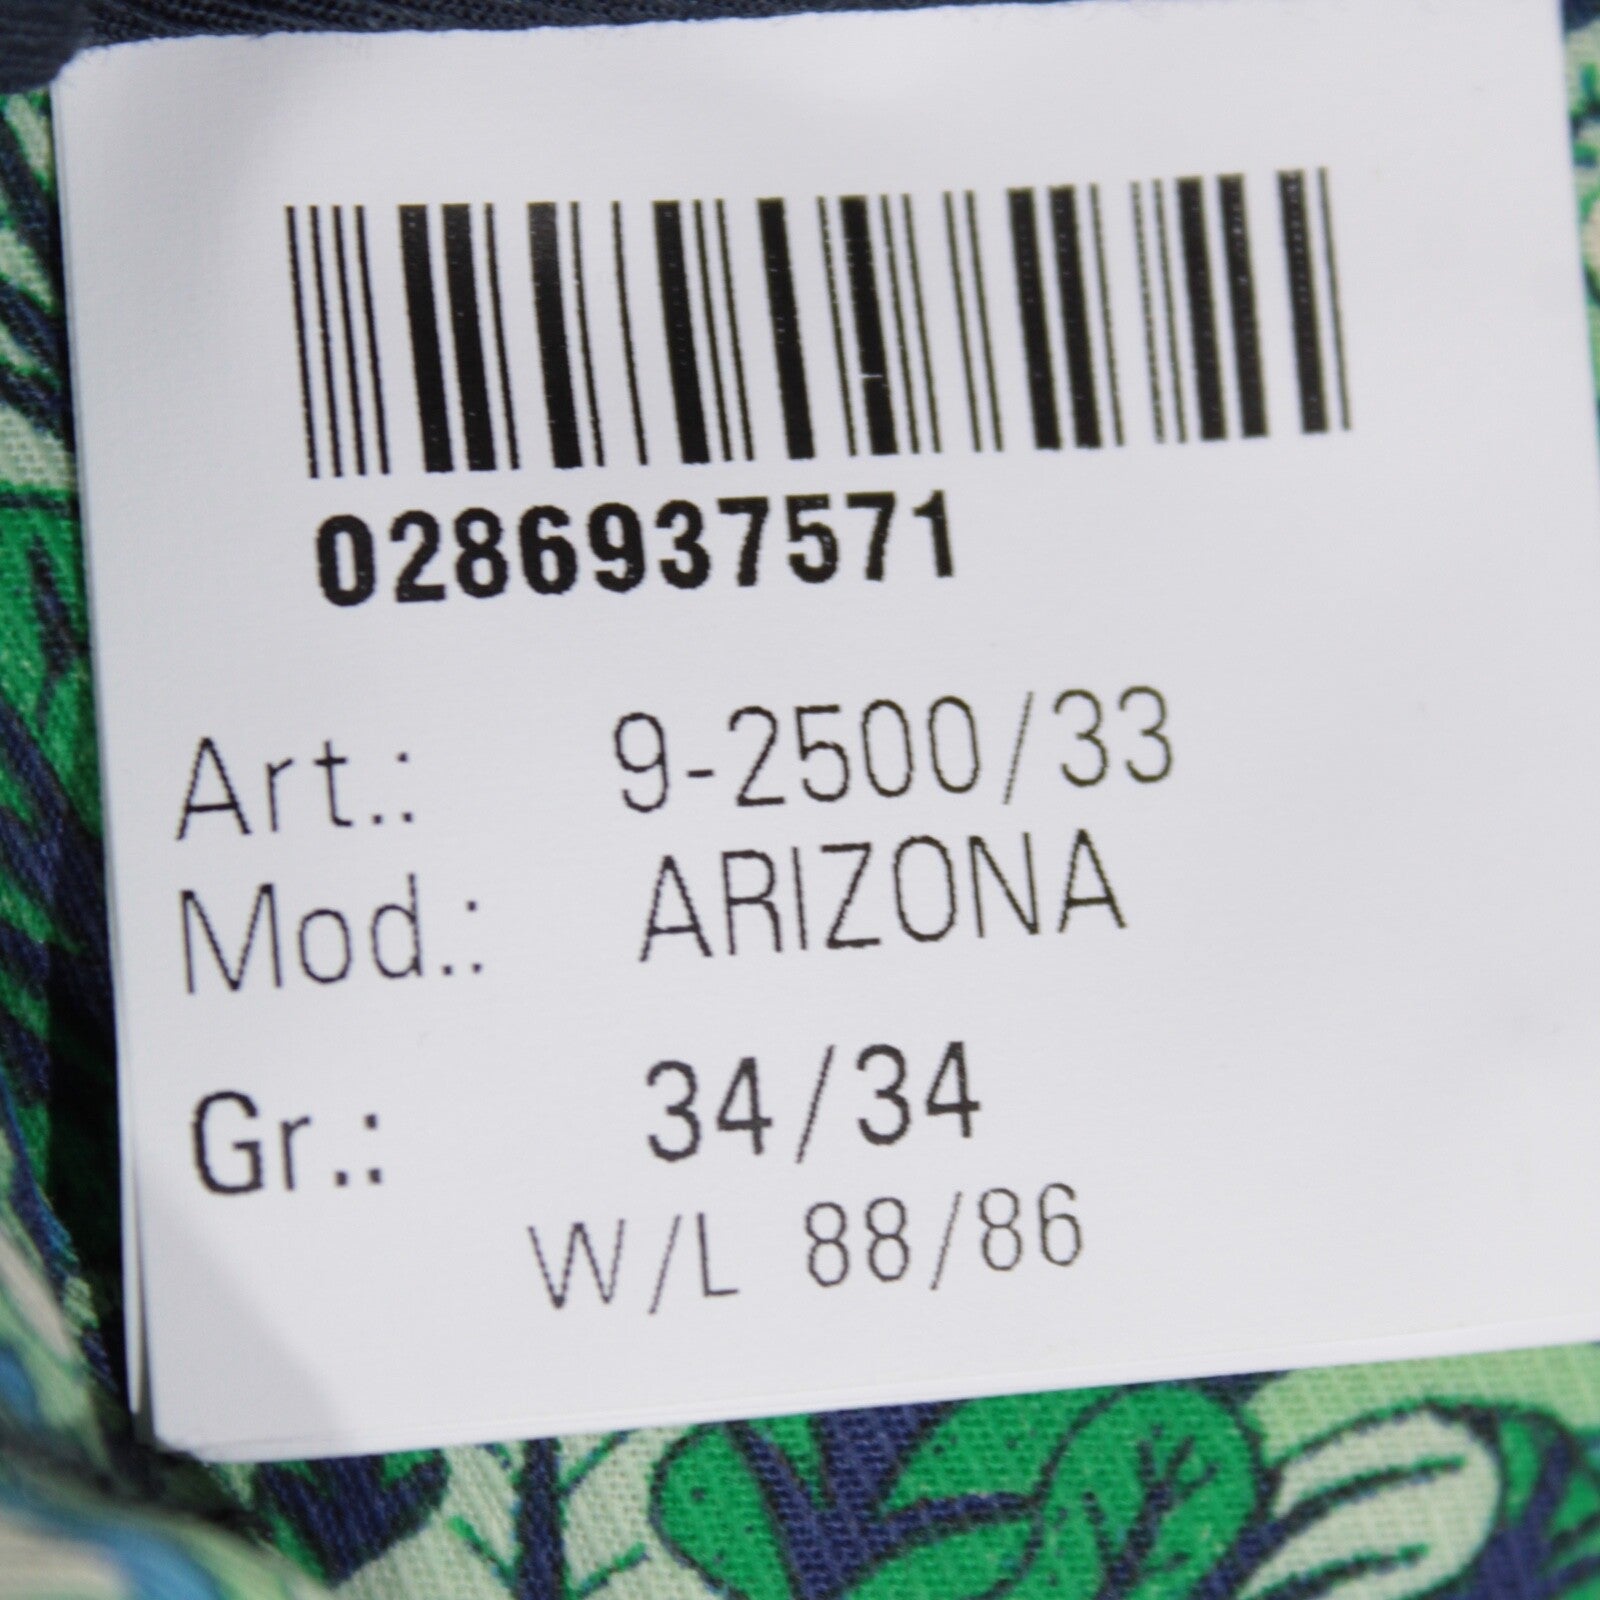 0286937571
Art.: 9-2500/33
Mod.: ARIZONA
Gr.: 34/34
W/L 88/86